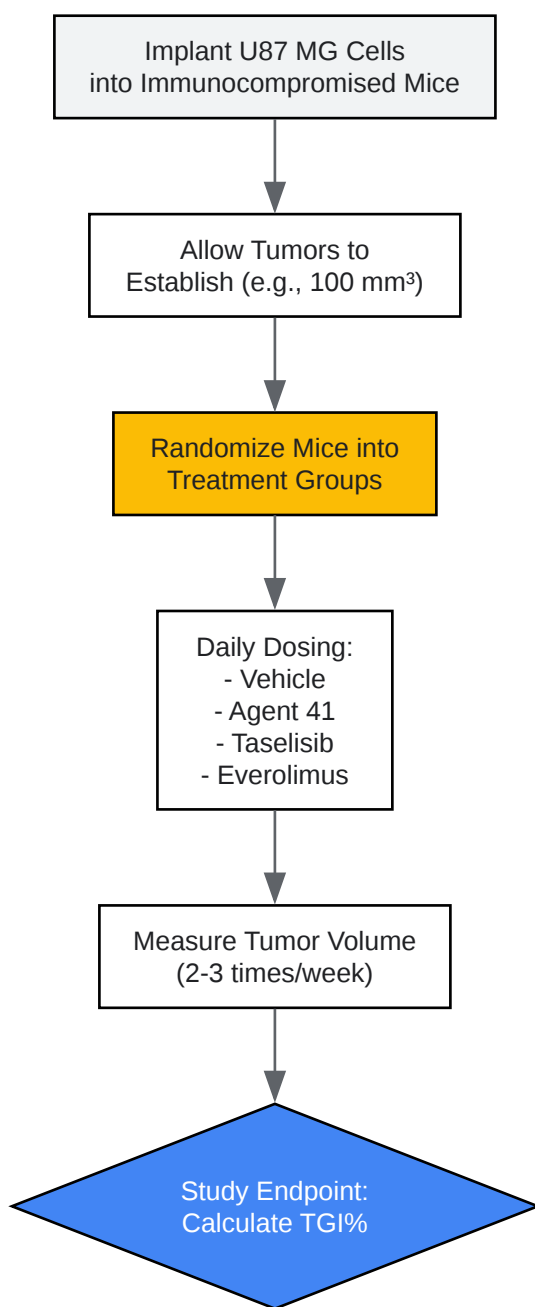 Implant U87 MG Cells
into Immunocompromised Mice
Allow Tumors to
Establish (e.g., 100 mm³)
Randomize Mice into
Treatment Groups
Daily Dosing:
- Vehicle
- Agent 41
- Taselisib
- Everolimus
Measure Tumor Volume
(2-3 times/week)
Study Endpoint:
Calculate TGI%